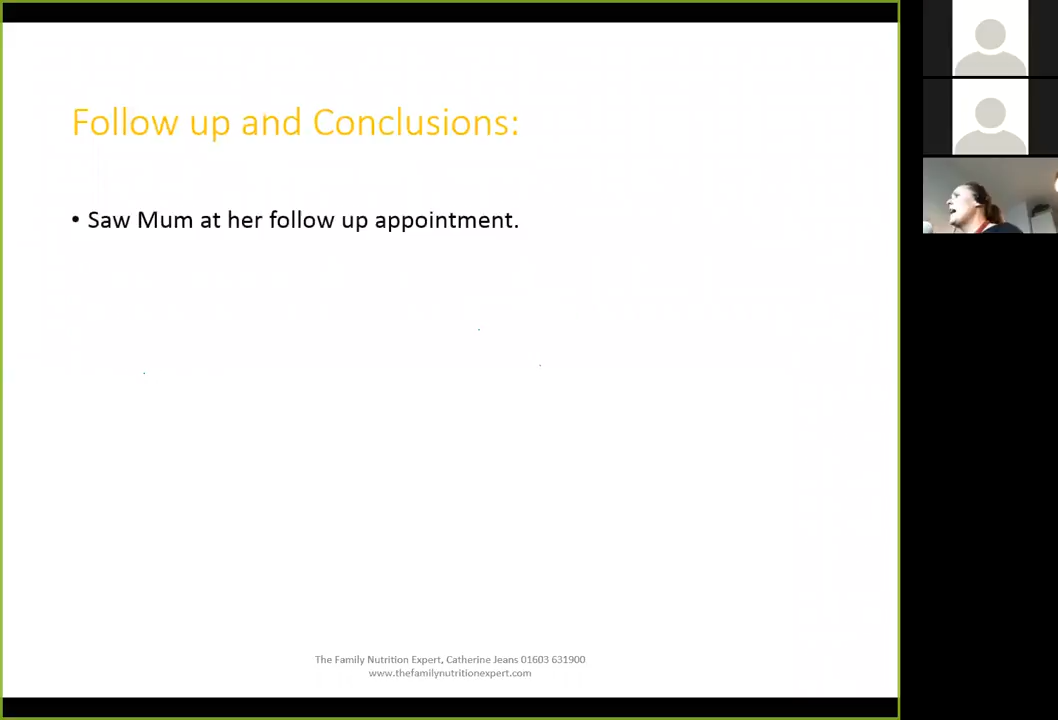 Follow up and Conclusions:
• Saw Mum at her follow up appointment.
The Family Nutrition Expert, Catherine Jeans 01603 631900
www.thefamilynutritionexpert.com